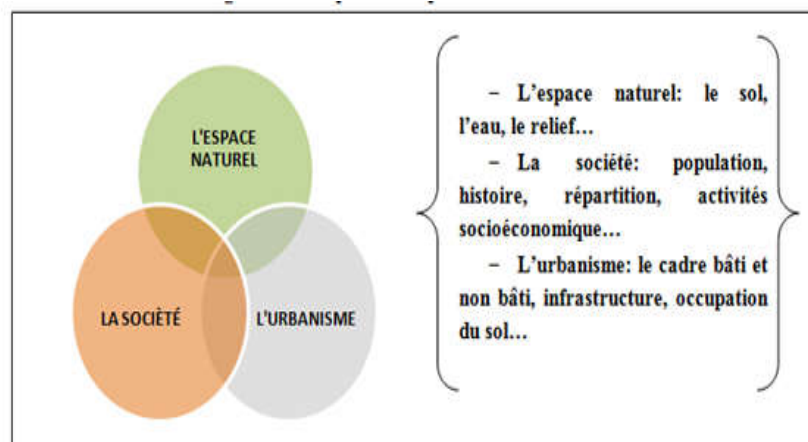 L'ESPACE
NATUREL
LA SOCIÈTÉ
L'URBANISME
– L'espace naturel: le sol,
l'eau, le relief…
– La société: population,
histoire, répartition, activités
socioéconomique…
– L'urbanisme: le cadre bâti et
non bâti, infrastructure, occupation
du sol…